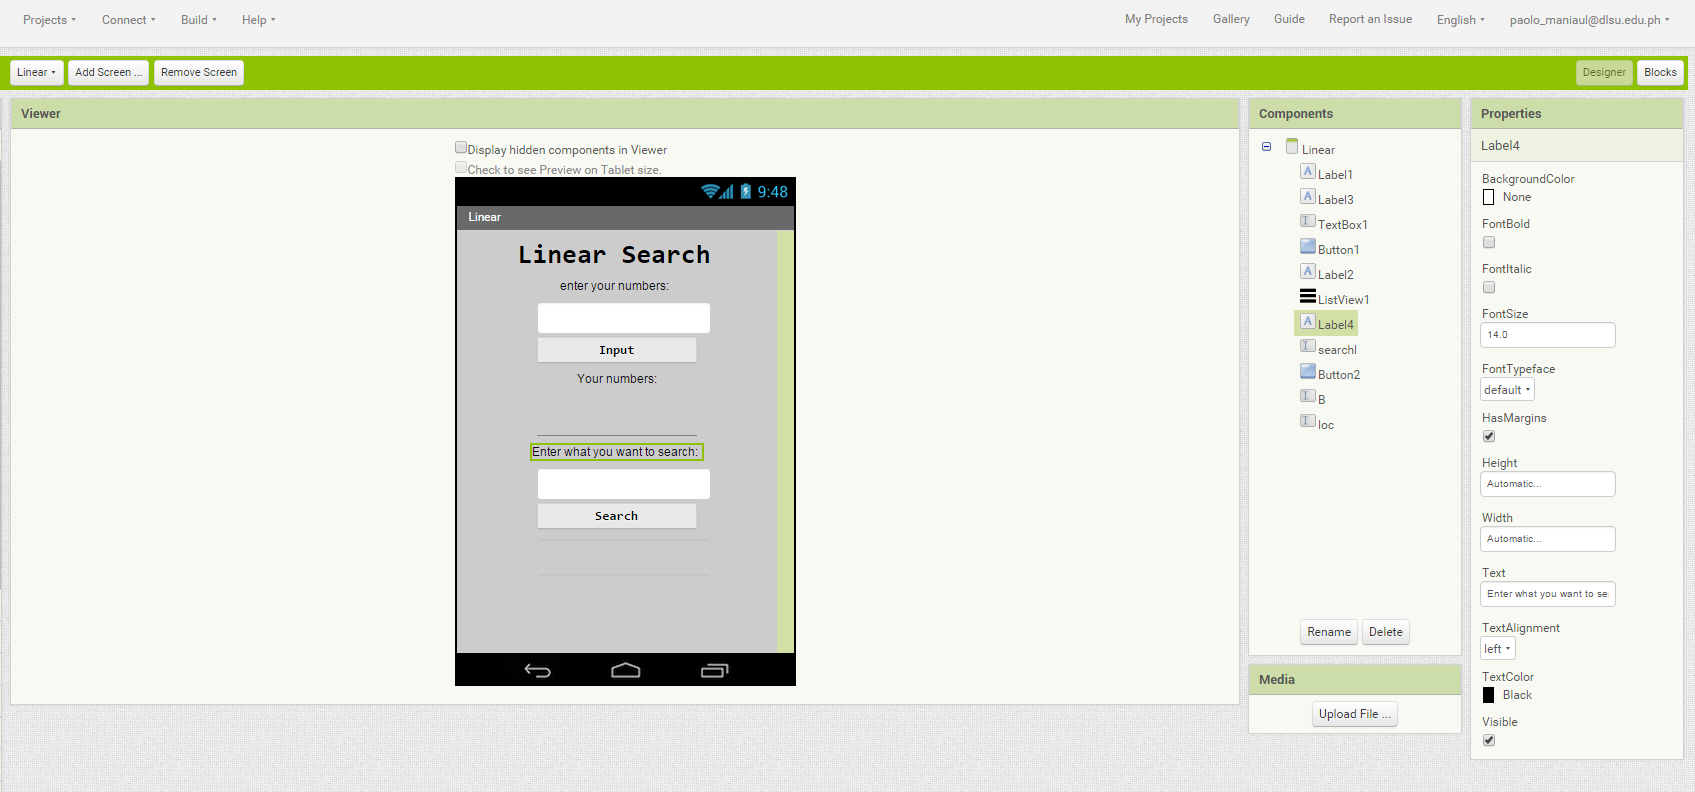 Projects Connect Build Help My Projects Gallery Guide Report an Issue English paolo_maniaul@dlsu.edu.ph
Linear Add Screen ... Remove Screen Designer Blocks
Viewer
Display hidden components in Viewer
Check to see Preview on Tablet size.
9:48
Linear
Linear Search
enter your numbers:
Input
Your numbers:
Enter what you want to search:
Search
Components
Linear
A Label1
A Label3
TextBox1
Button1
A Label2
ListView1
A Label4
searchl
Button2
B
loc
Rename Delete
Media
Upload File ...
Properties
Label4
BackgroundColor
None
FontBold
FontItalic
FontSize
14.0
FontTypeface
default
HasMargins
Height
Automatic...
Width
Automatic...
Text
Enter what you want to se
TextAlignment
left
TextColor
Black
Visible